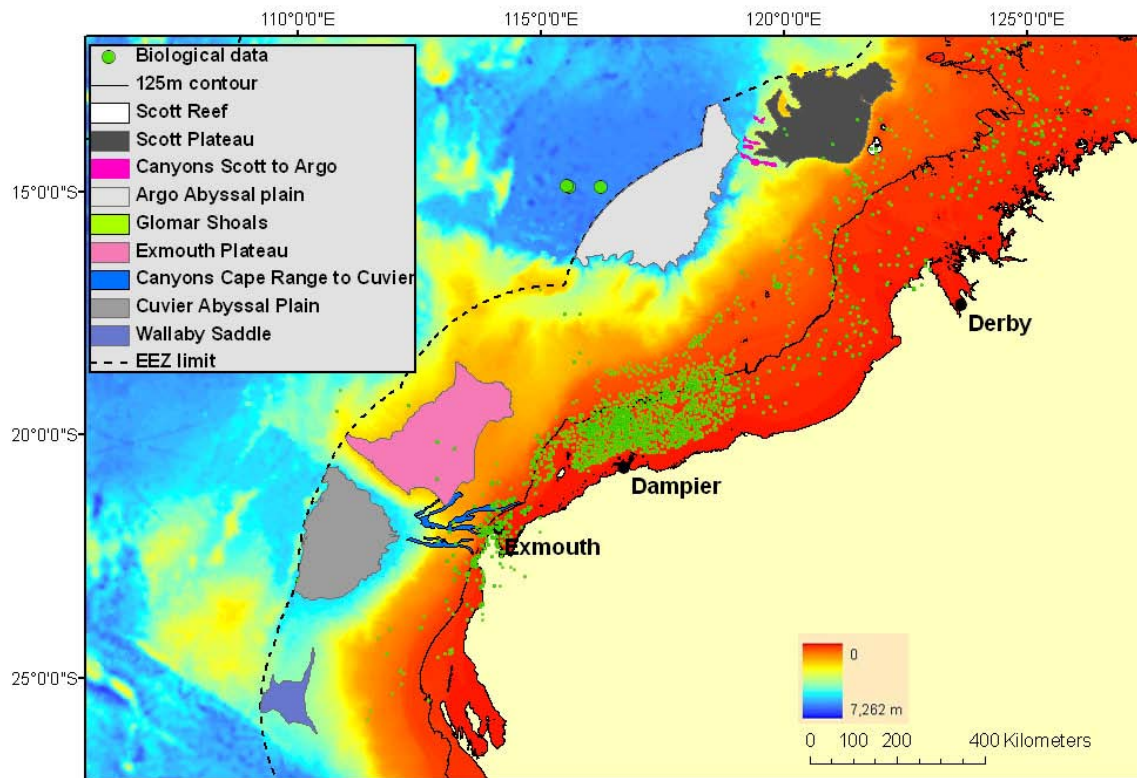 110°0'0"E 115°0'0"E 120°0'0"E 125°0'0"E
Biological data
125m contour
Scott Reef
Scott Plateau
Canyons Scott to Argo
Argo Abyssal plain
Glomar Shoals
Exmouth Plateau
Canyons Cape Range to Cuvier
Cuvier Abyssal Plain
Wallaby Saddle
EEZ limit
15°0'0"S
20°0'0"S
25°0'0"S
Derby
Dampier
Exmouth
0
7,262 m
0 100 200 400 Kilometers